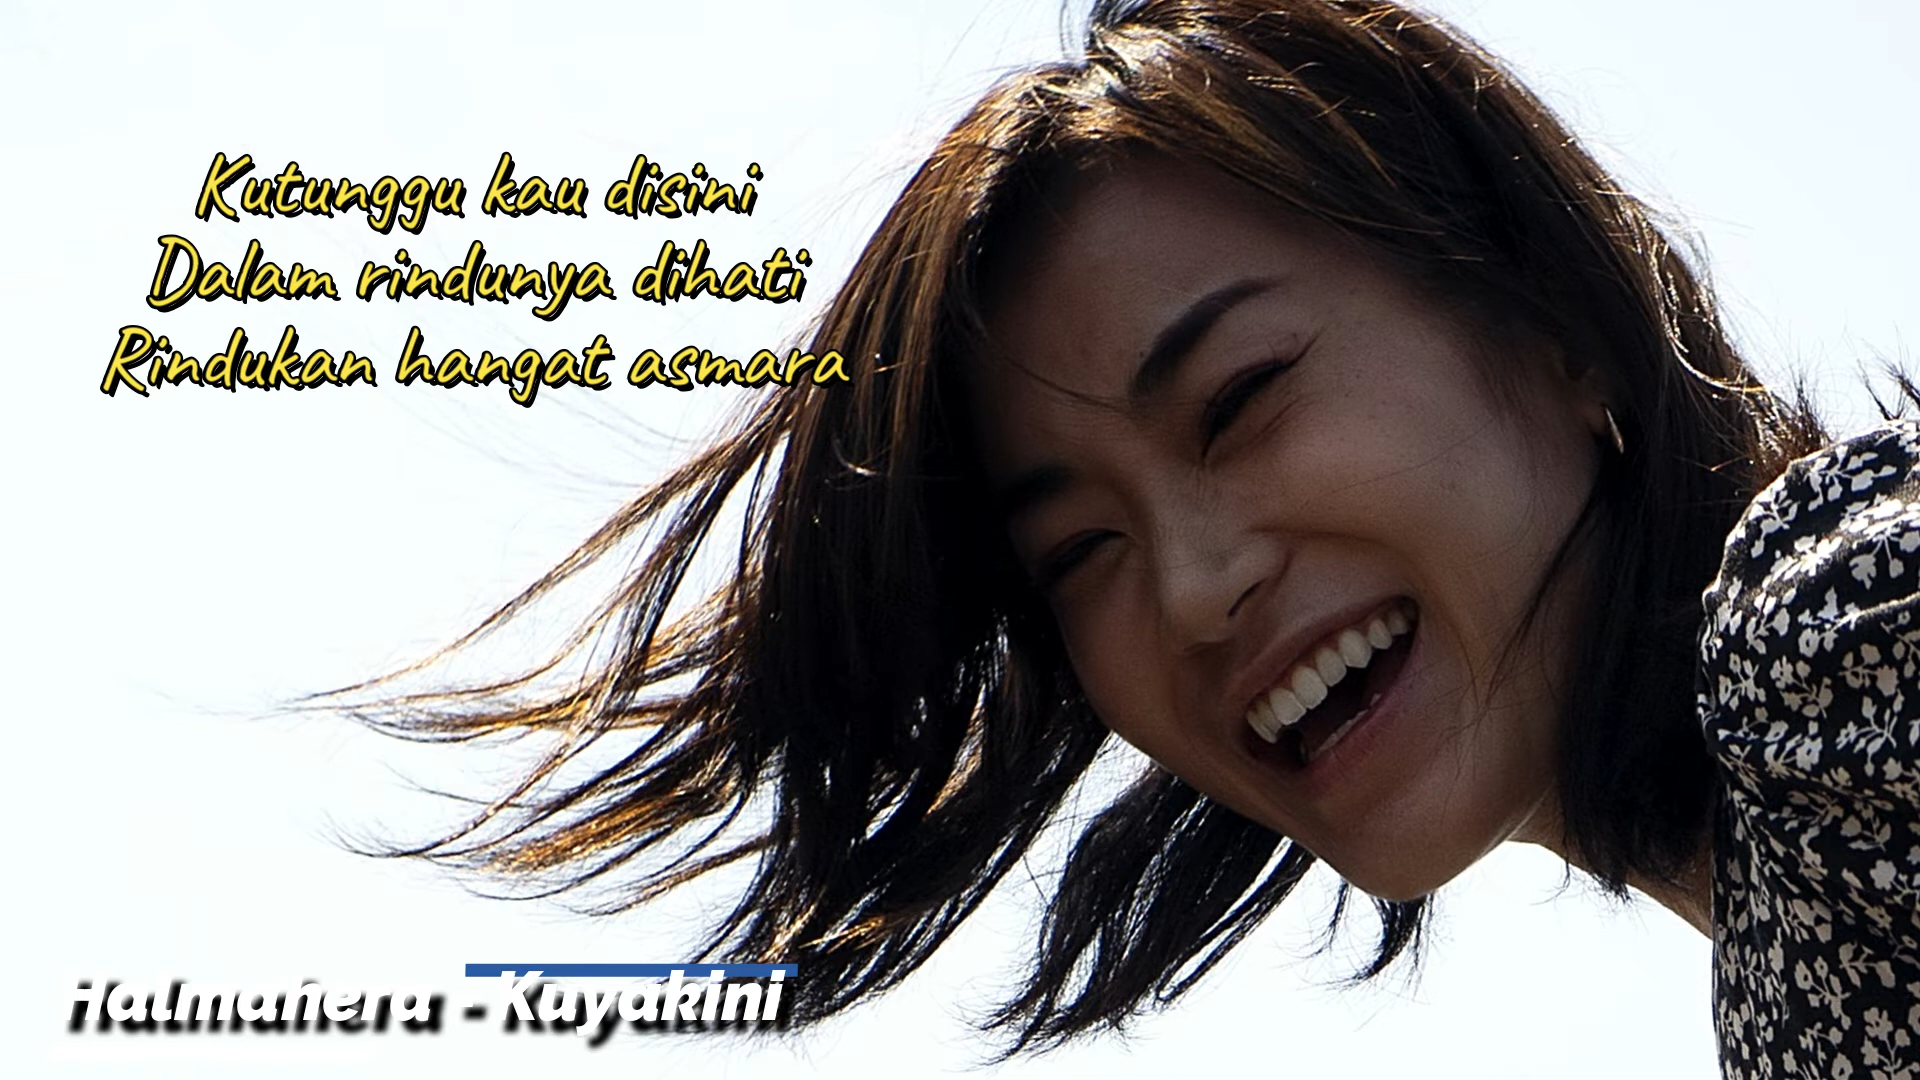 Kutunggu kau disini
Dalam rindunya dihati
Rindukan hangat asmara
Halmahera - Kuyakini